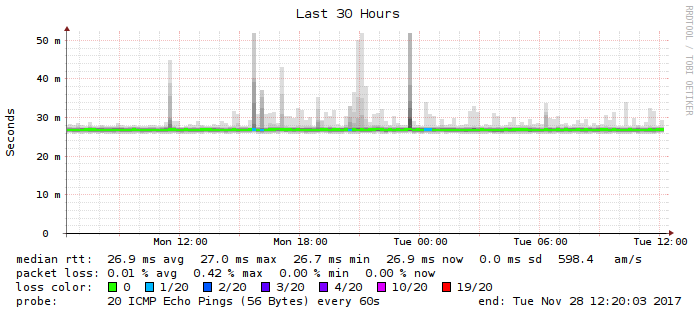 Last 30 Hours
RRDTOOL / TOBI OETIKER
Seconds
50 m
40 m
30 m
20 m
10 m
0
Mon 12:00 Mon 18:00 Tue 00:00 Tue 06:00 Tue 12:00
median rtt: 26.9 ms avg 27.0 ms max 26.7 ms min 26.9 ms now 0.0 ms sd 598.4 am/s
packet loss: 0.01 % avg 0.42 % max 0.00 % min 0.00 % now
loss color: 0 1/20 2/20 3/20 4/20 10/20 19/20
probe: 20 ICMP Echo Pings (56 Bytes) every 60s end: Tue Nov 28 12:20:03 2017